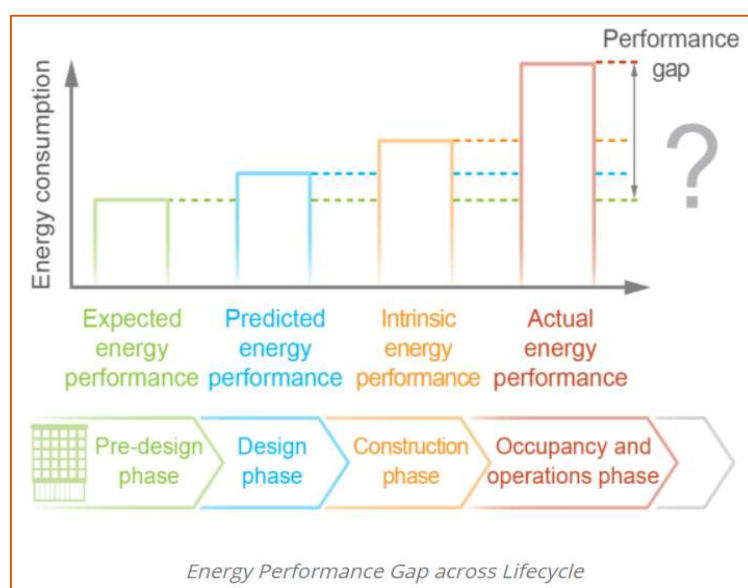 Performance
gap
?
Energy consumption
Expected
energy
performance
Predicted
energy
performance
Intrinsic
energy
performance
Actual
energy
performance
Pre-design
phase
Design
phase
Construction
phase
Occupancy and
operations phase
Energy Performance Gap across Lifecycle